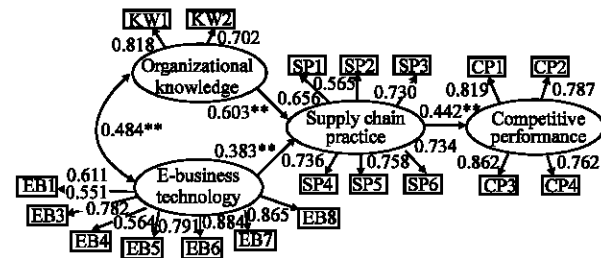 KW1 KW2
0.818 0.702
Organizational
knowledge
SP1 SP2 SP3
0.565
0.656 0.730
CP1 CP2
0.819 0.787
0.603**
Supply chain
practice
0.442**
Competitive
performance
0.484**
0.383**
0.736 0.758 0.734
0.862 0.762
SP4 SP5 SP6
CP3 CP4
E-business
technology
0.611
EB1 0.551
EB3 0.782
EB4 0.564
EB5 0.791
EB6 0.884
EB7 0.865
EB8